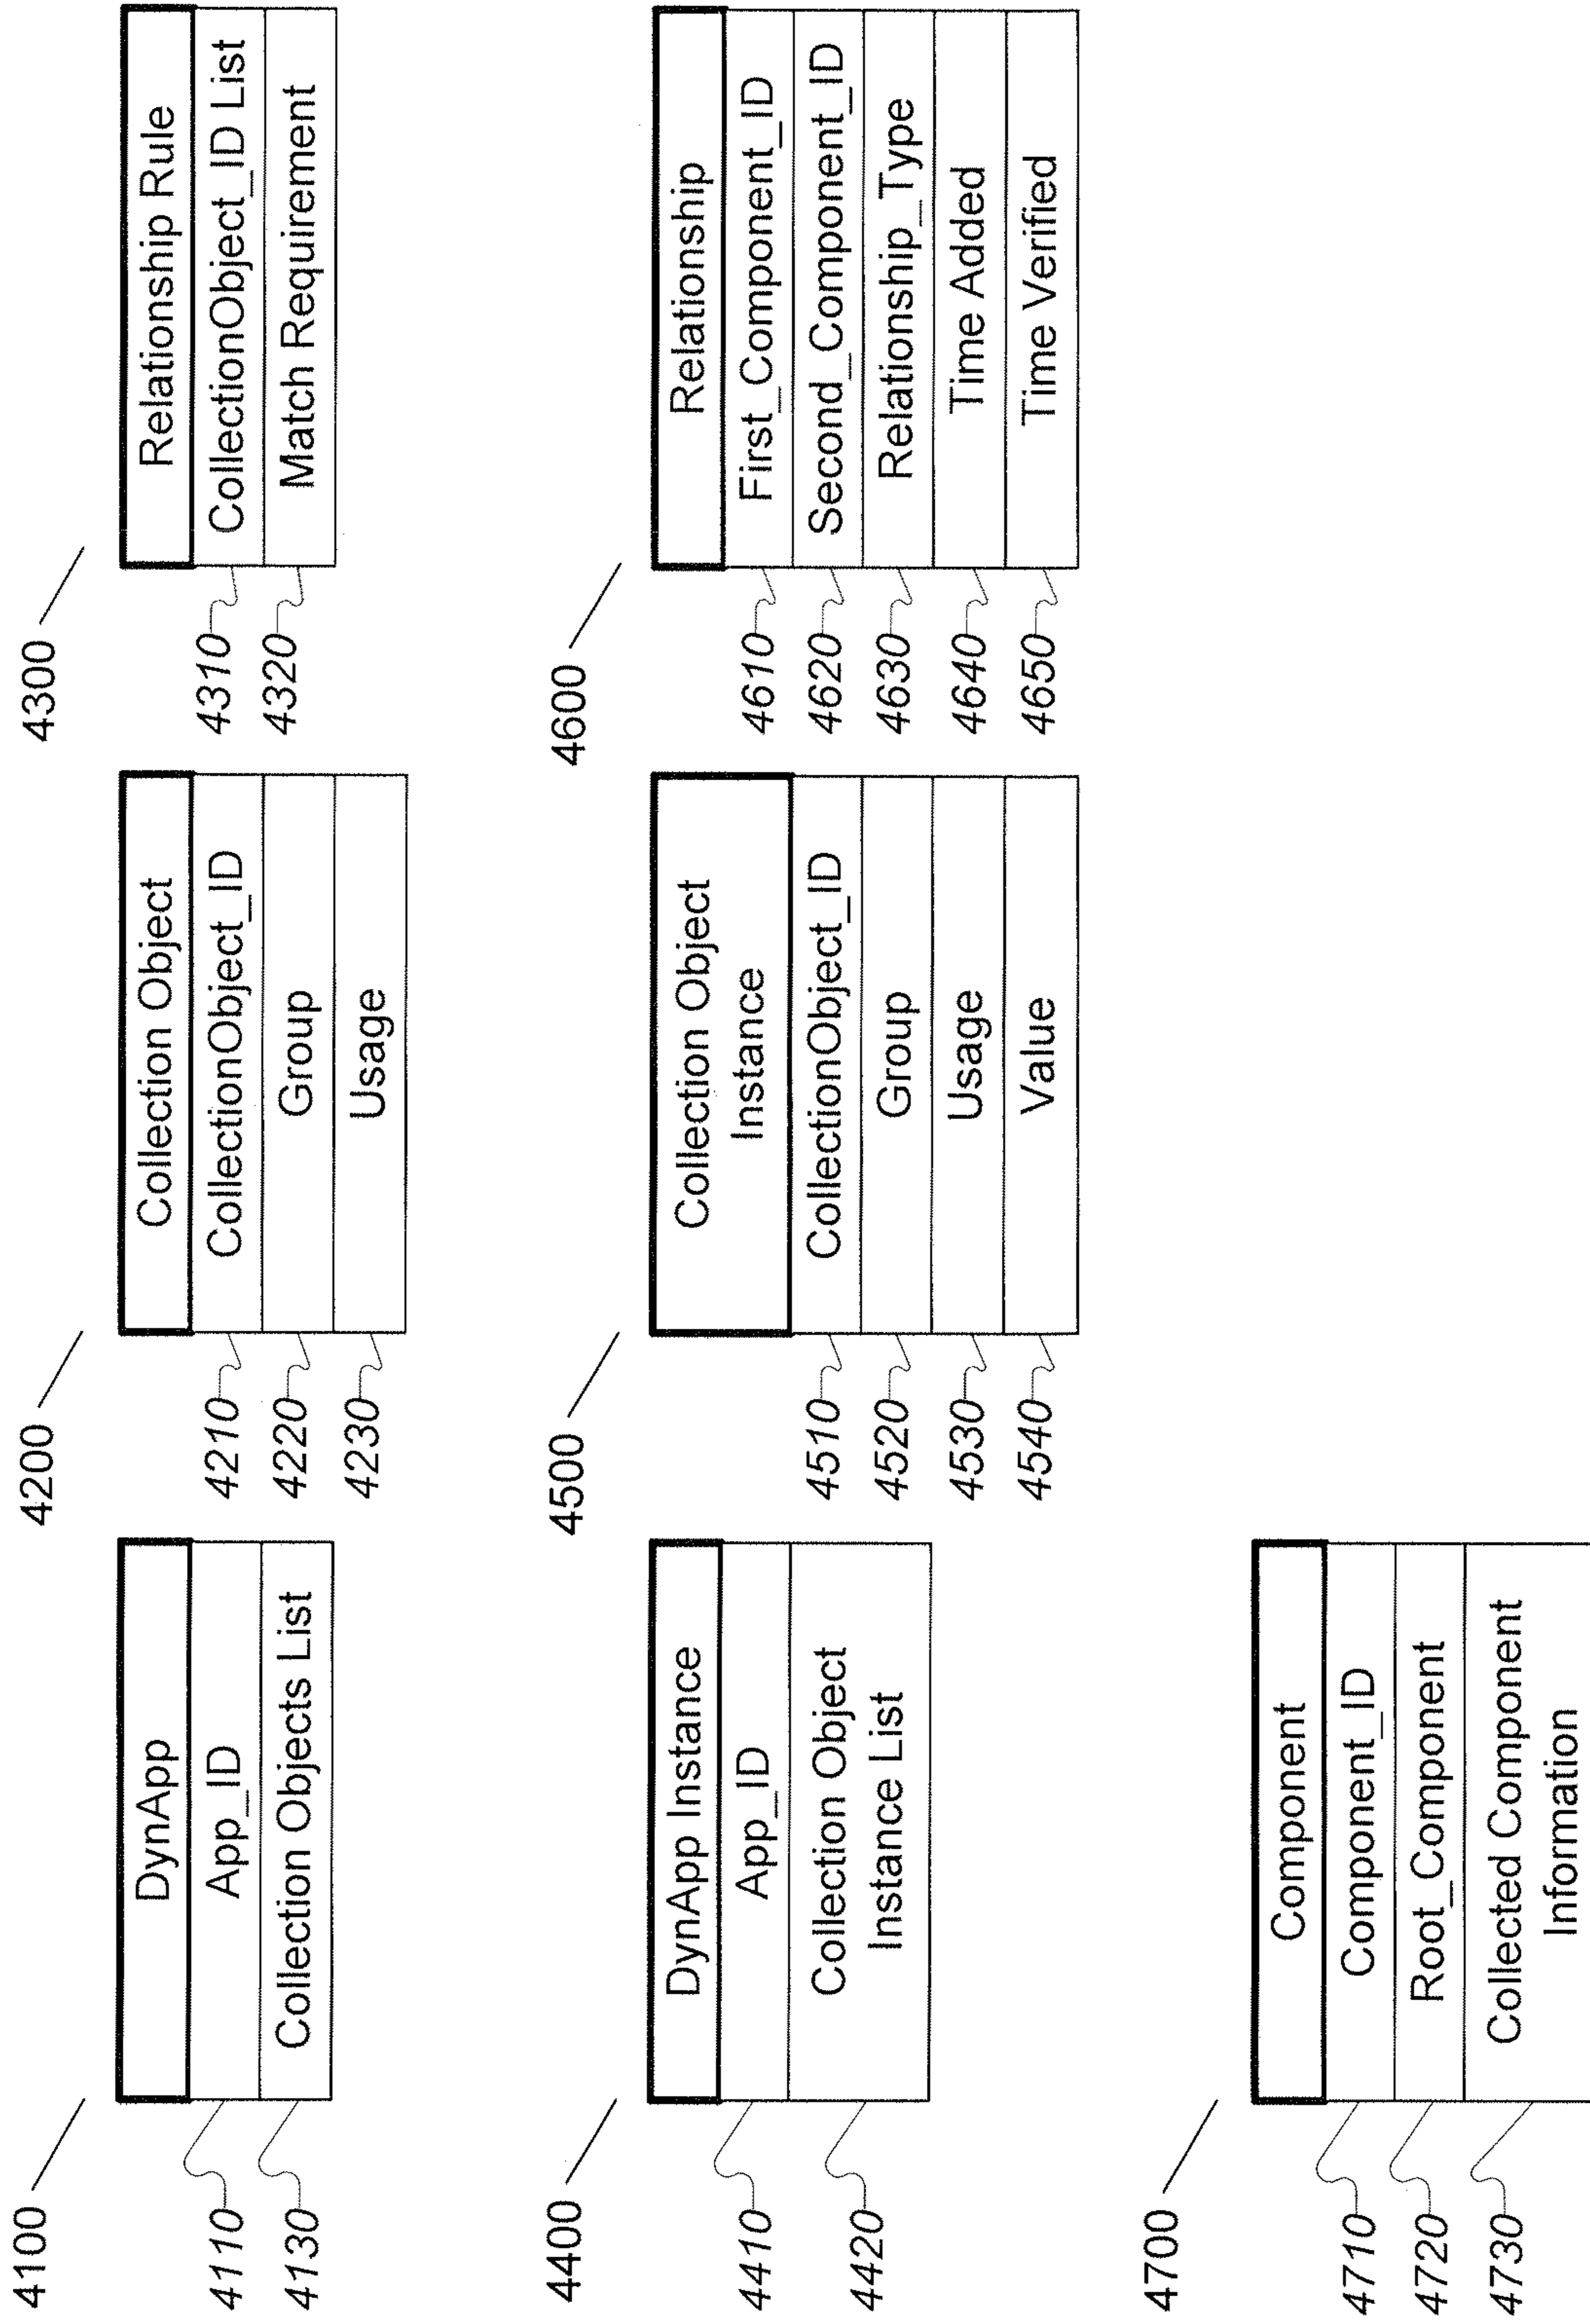 4100
DynApp
4110 App_ID
4130 Collection Objects List
4200
Collection Object
4210 CollectionObject_ID
4220 Group
4230 Usage
4300
Relationship Rule
4310 CollectionObject_ID List
4320 Match Requirement
4400
DynApp Instance
4410 App_ID
4420 Collection Object
Instance List
4500
Collection Object
Instance
4510 CollectionObject_ID
4520 Group
4530 Usage
4540 Value
4600
Relationship
4610 First_Component_ID
4620 Second_Component_ID
4630 Relationship_Type
4640 Time Added
4650 Time Verified
4700
Component
4710 Component_ID
4720 Root_Component
4730 Collected Component
Information